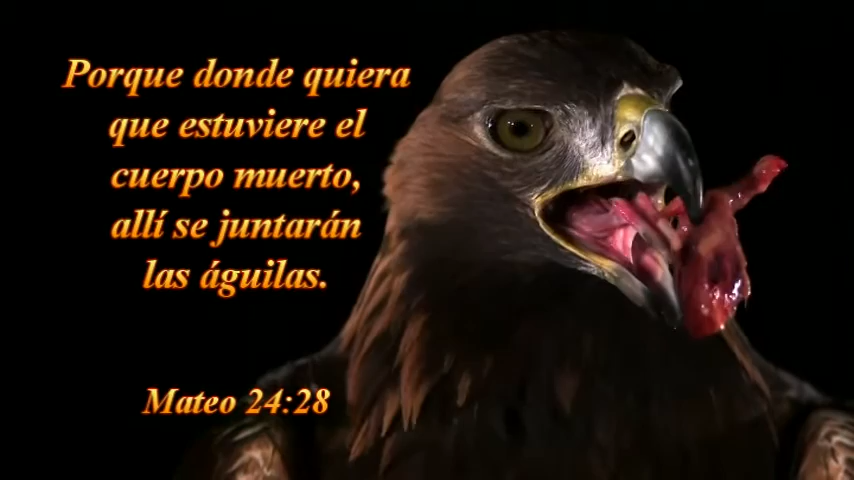 Porque donde quiera
que estuviere el
cuerpo muerto,
allí se juntarán
las águilas.
Mateo 24:28